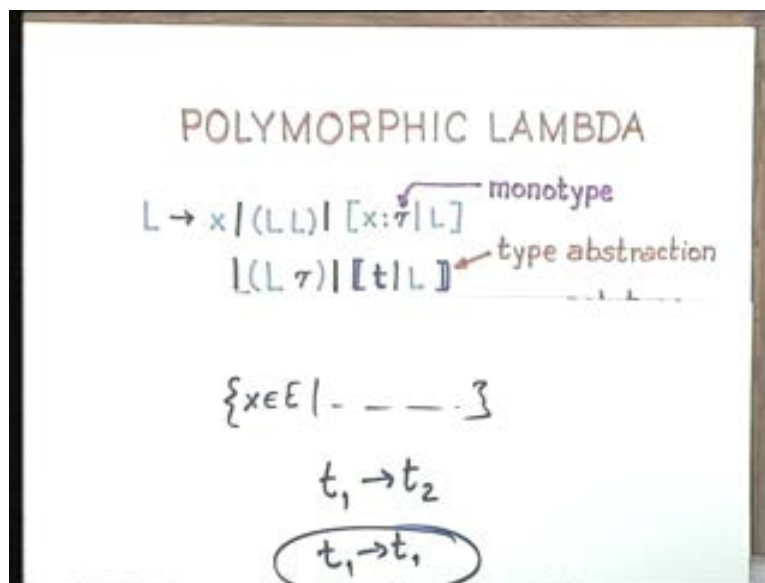 POLYMORPHIC LAMBDA
monotype
L → x | (L L) | [x:τ | L]
| (L τ) | ⟦t | L⟧ type abstraction
{x ∈ E | . _ _ _ . }
t₁ → t₂
t₁ → t₁